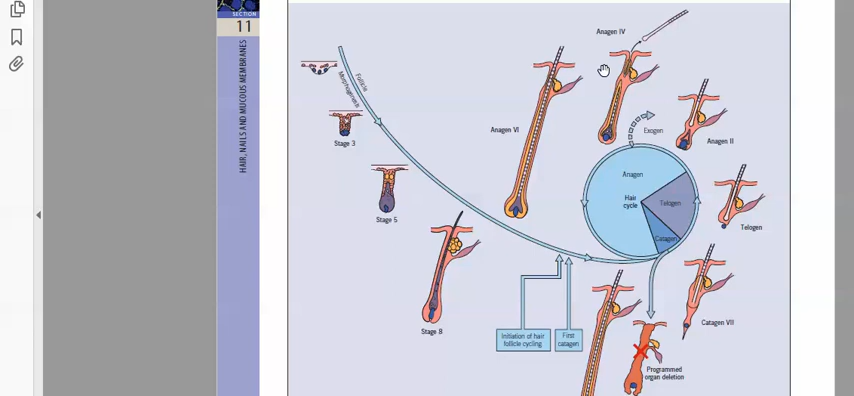 SECTION
11
HAIR, NAILS AND MUCOUS MEMBRANES
Follicle
Morphogenesis
Stage 3
Stage 5
Stage 8
Anagen VI
Anagen IV
Exogen
Anagen II
Anagen
Hair
cycle
Telogen
Catagen
Telogen
Catagen VII
Initiation of hair
follicle cycling
First
catagen
Programmed
organ deletion